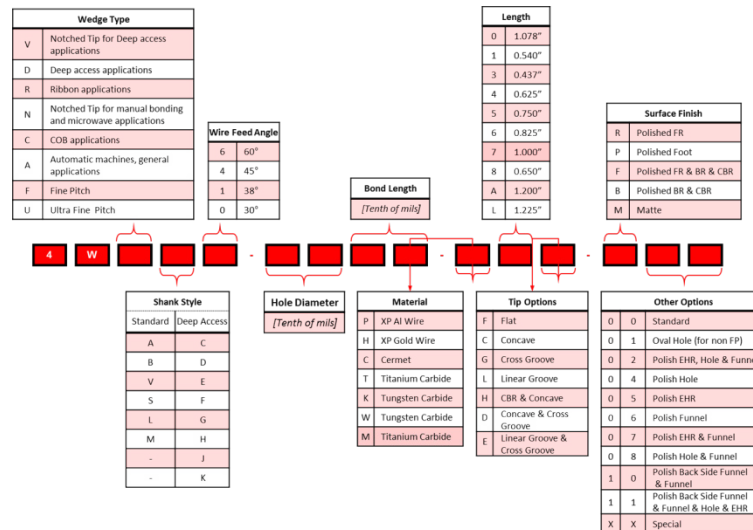 Wedge Type
V Notched Tip for Deep access
applications
D Deep access applications
R Ribbon applications
N Notched Tip for manual bonding
and microwave applications
C COB applications
A Automatic machines, general
applications
F Fine Pitch
U Ultra Fine Pitch
Wire Feed Angle
6 60°
4 45°
1 38°
0 30°
Bond Length
[Tenth of mils]
Length
0 1.078"
1 0.540"
3 0.437"
4 0.625"
5 0.750"
6 0.825"
7 1.000"
8 0.650"
A 1.200"
L 1.225"
Surface Finish
R Polished FR
P Polished Foot
F Polished FR & BR & CBR
B Polished BR & CBR
M Matte
4 W - - - -
Shank Style
Standard Deep Access
A C
B D
V E
S F
L G
M H
- J
- K
Hole Diameter
[Tenth of mils]
Material
P XP Al Wire
H XP Gold Wire
C Cermet
T Titanium Carbide
K Tungsten Carbide
W Tungsten Carbide
M Titanium Carbide
Tip Options
F Flat
C Concave
G Cross Groove
L Linear Groove
H CBR & Concave
D Concave & Cross
Groove
E Linear Groove &
Cross Groove
Other Options
0 0 Standard
0 1 Oval Hole (for non FP)
0 2 Polish EHR, Hole & Funne
0 4 Polish Hole
0 5 Polish EHR
0 6 Polish Funnel
0 7 Polish EHR & Funnel
0 8 Polish Hole & Funnel
1 0 Polish Back Side Funnel
& Funnel
1 1 Polish Back Side Funnel
& Funnel & Hole & EHR
X X Special